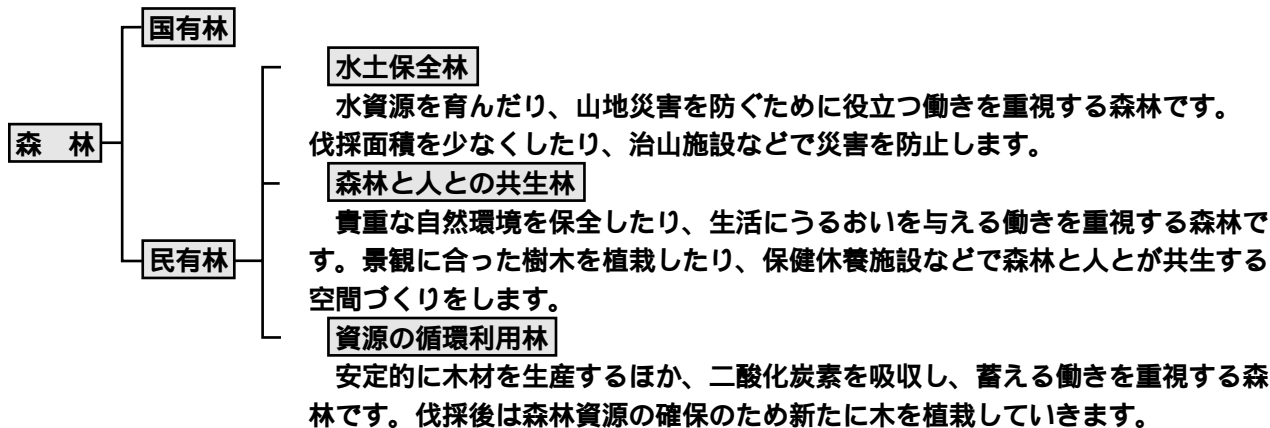 国有林
水土保全林
水資源を育んだり、山地災害を防ぐために役立つ働きを重視する森林です。
森 林
伐採面積を少なくしたり、治山施設などで災害を防止します。
森林と人との共生林
貴重な自然環境を保全したり、生活にうるおいを与える働きを重視する森林で
民有林
す。景観に合った樹木を植栽したり、保健休養施設などで森林と人とが共生する
空間づくりをします。
資源の循環利用林
安定的に木材を生産するほか、二酸化炭素を吸収し、蓄える働きを重視する森
林です。伐採後は森林資源の確保のため新たに木を植栽していきます。